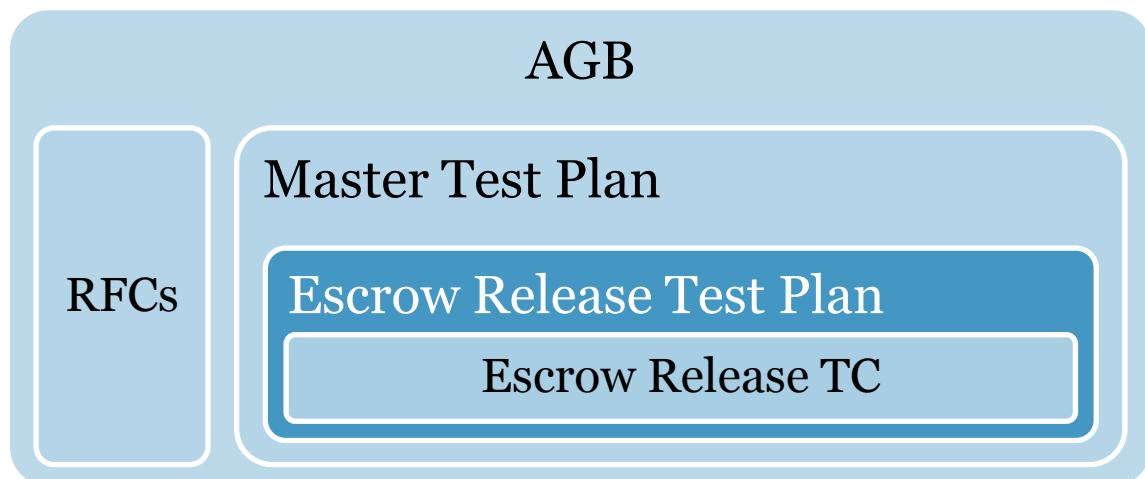 AGB
RFCs
Master Test Plan
Escrow Release Test Plan
Escrow Release TC